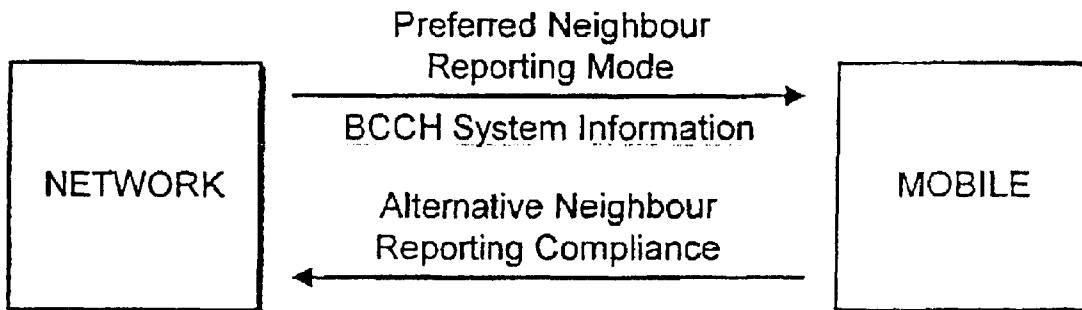 Preferred Neighbour
Reporting Mode
BCCH System Information
NETWORK
MOBILE
Alternative Neighbour
Reporting Compliance